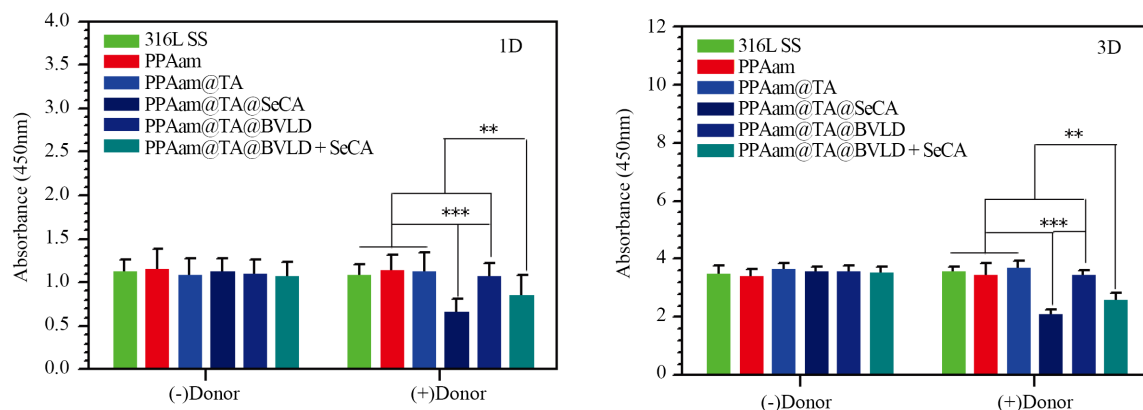 4.0
3.5
3.0
2.5
2.0
1.5
1.0
0.5
0.0
Absorbance (450nm)
1D
316L SS
PPAam
PPAam@TA
PPAam@TA@SeCA
PPAam@TA@BVLD
PPAam@TA@BVLD + SeCA
**
***
(-)Donor
(+)Donor
12
10
8
6
4
2
0
Absorbance (450nm)
3D
316L SS
PPAam
PPAam@TA
PPAam@TA@SeCA
PPAam@TA@BVLD
PPAam@TA@BVLD + SeCA
**
***
(-)Donor
(+)Donor